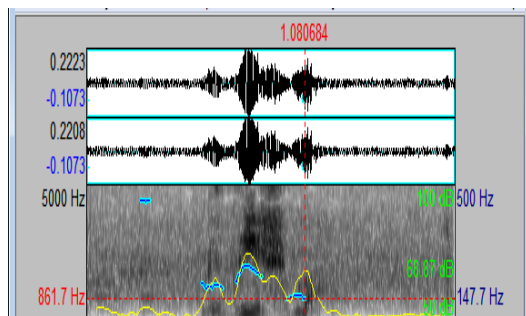 1.080684
0.2223
-0.1073
0.2208
-0.1073
5000 Hz
100 dB
500 Hz
68.87 dB
861.7 Hz
147.7 Hz